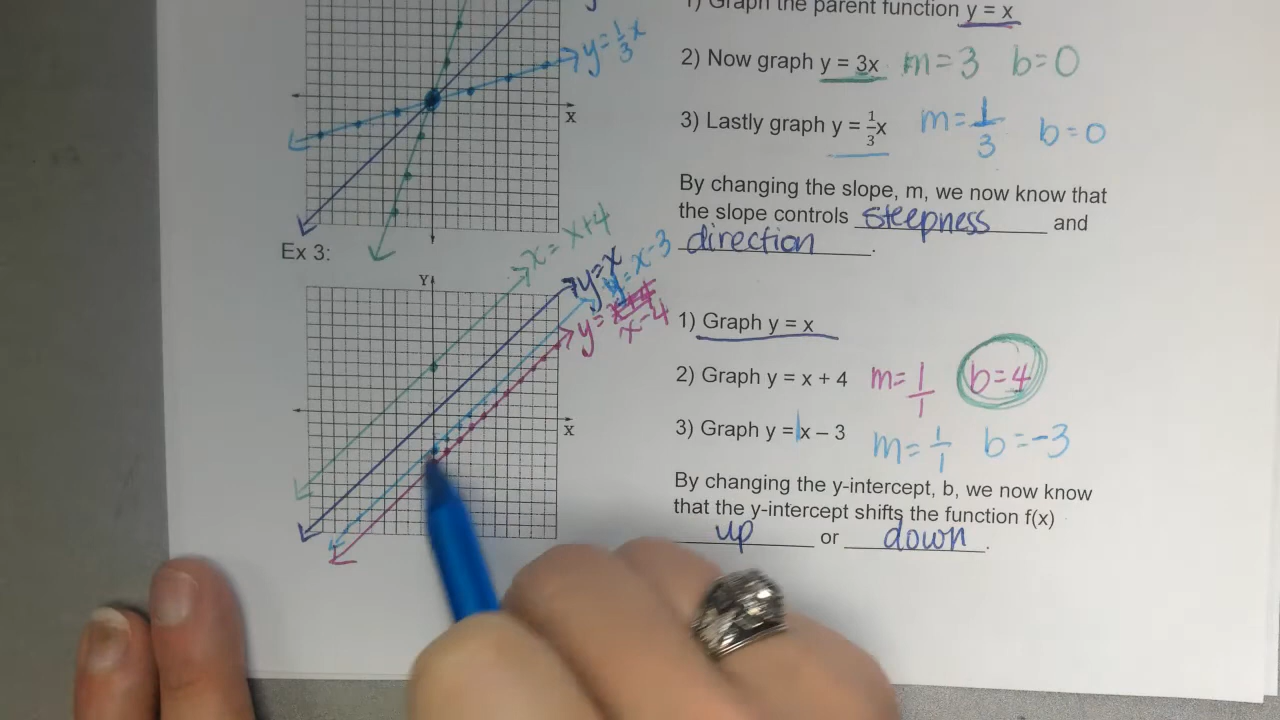 1) Graph the parent function y = x
y = 1/3x
2) Now graph y = 3x m = 3 b = 0
x
3) Lastly graph y = 1/3x m = 1/3 b = 0
By changing the slope, m, we now know that
the slope controls steepness and
direction.
Ex 3:
Y
x = x+4
y = x
y = x-3
y = x+4
x-4
x
1) Graph y = x
2) Graph y = x + 4 m = 1/1 b = 4
3) Graph y = 1x – 3 m = 1/1 b = -3
By changing the y-intercept, b, we now know
that the y-intercept shifts the function f(x)
up or down.